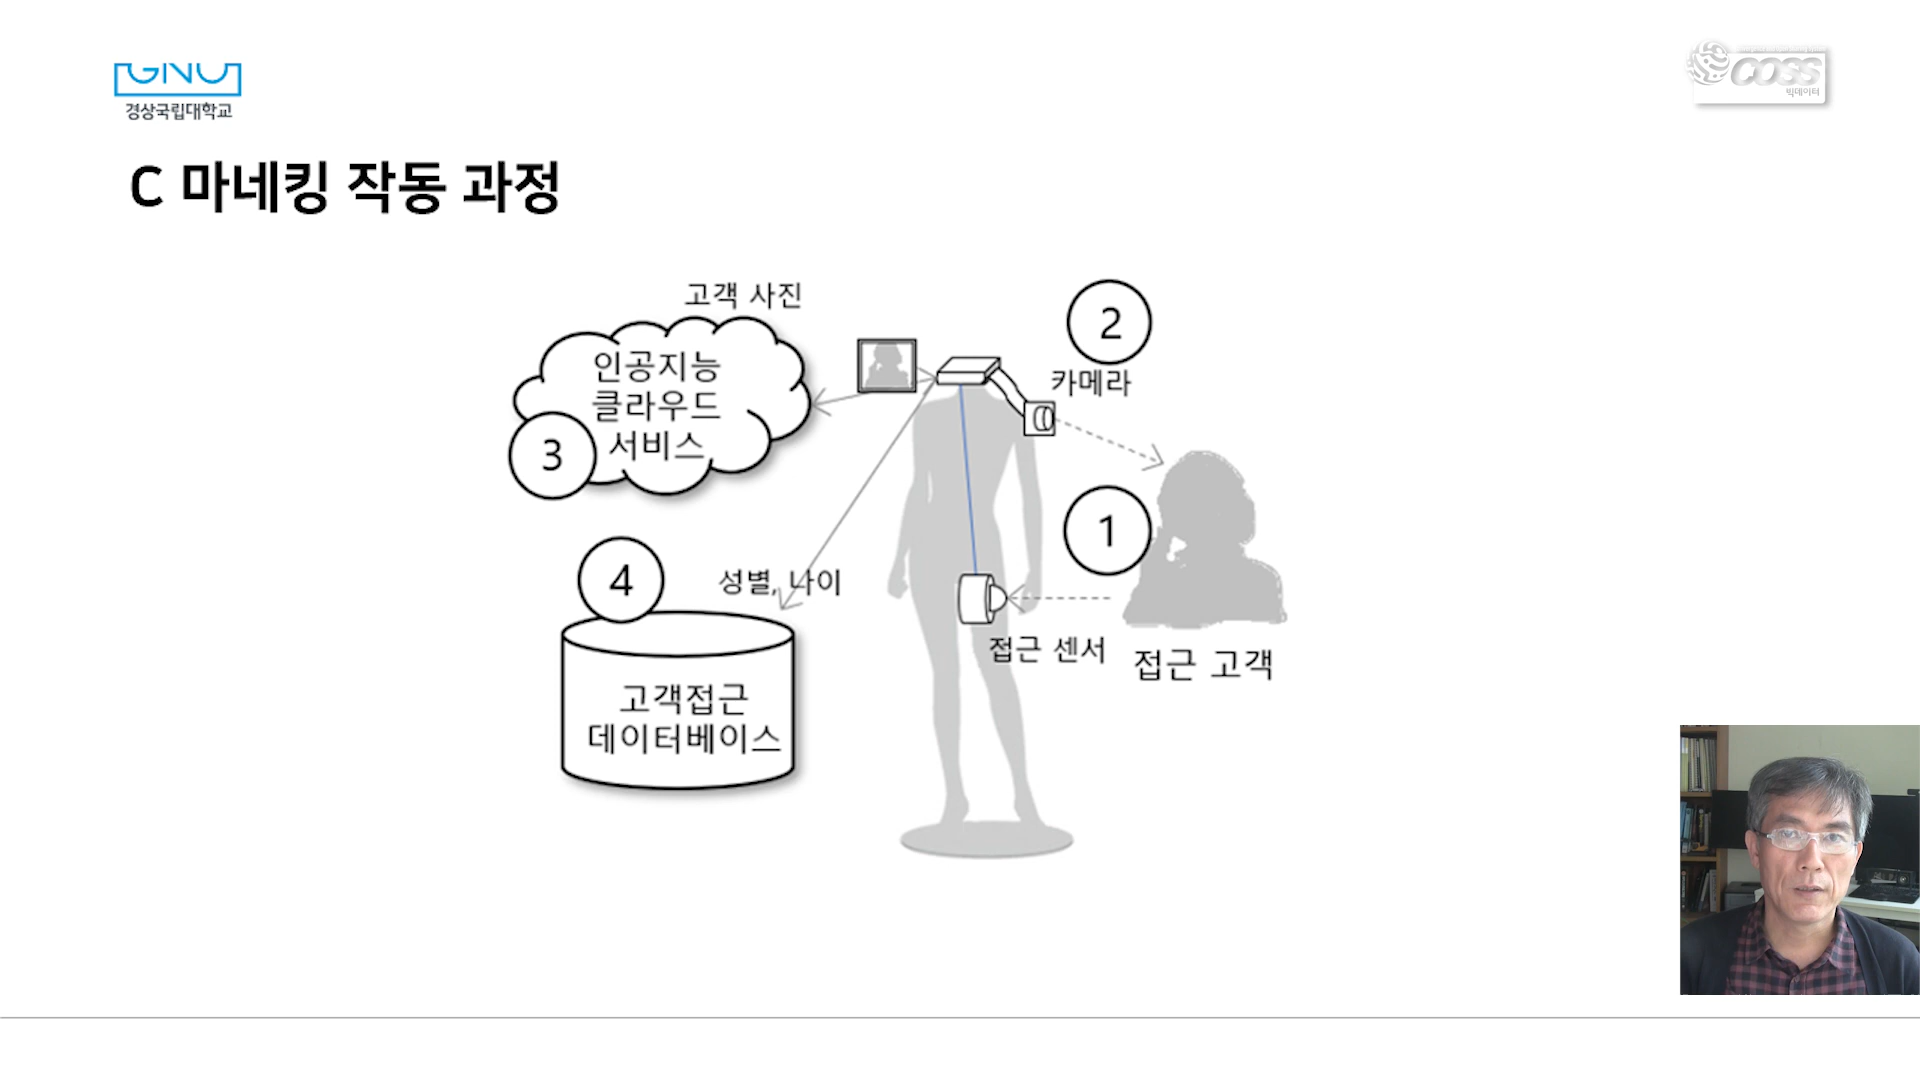 GNU
경상국립대학교
COSS
빅데이터
C 마네킹 작동 과정
고객 사진
2
인공지능
클라우드
서비스
카메라
3
1
4
성별, 나이
접근 센서
접근 고객
고객접근
데이터베이스